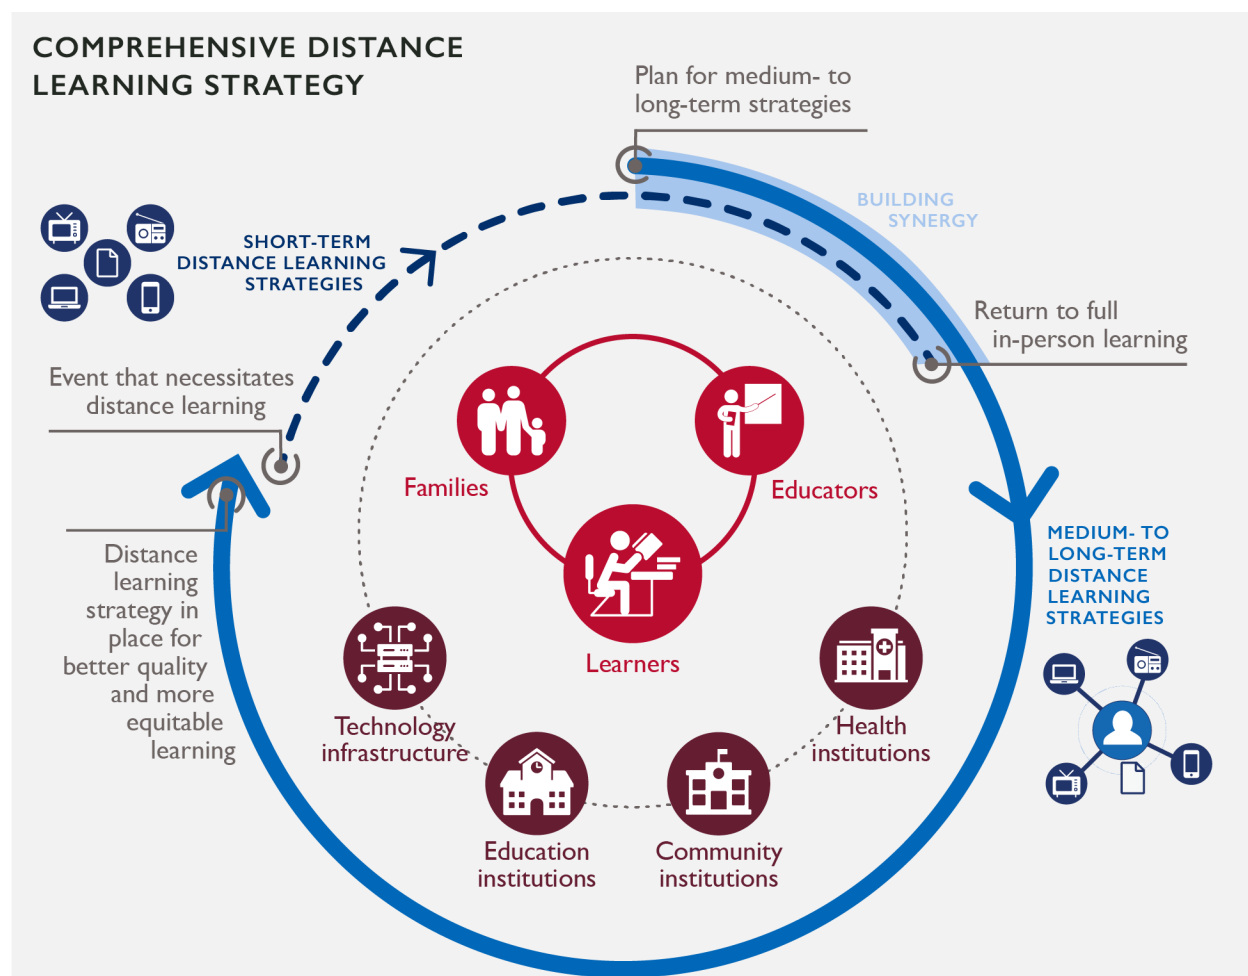 COMPREHENSIVE DISTANCE
LEARNING STRATEGY
Plan for medium- to
long-term strategies
BUILDING
SYNERGY
SHORT-TERM
DISTANCE LEARNING
STRATEGIES
Return to full
in-person learning
Event that necessitates
distance learning
Families
Educators
Distance
learning
strategy in
place for
better quality
and more
equitable
learning
MEDIUM- TO
LONG-TERM
DISTANCE
LEARNING
STRATEGIES
Learners
Technology
infrastructure
Health
institutions
Education
institutions
Community
institutions